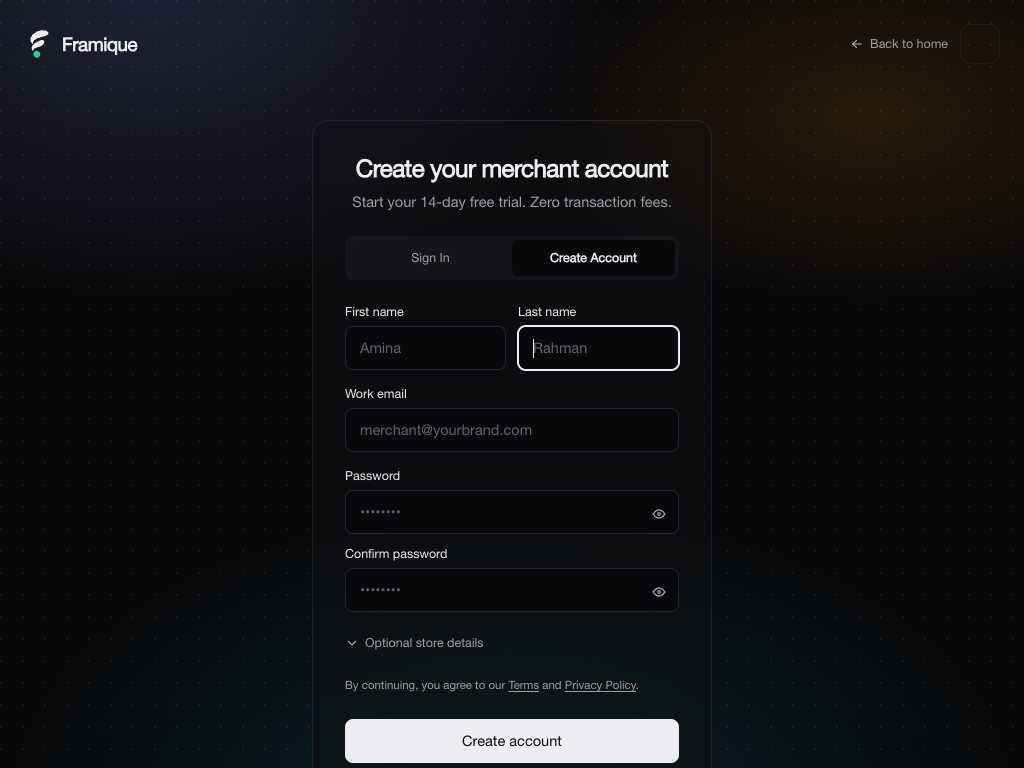 Framique
Back to home
Create your merchant account
Start your 14-day free trial. Zero transaction fees.
Sign In
Create Account
First name
Last name
Amina
Rahman
Work email
merchant@yourbrand.com
Password
••••••••
Confirm password
••••••••
Optional store details
By continuing, you agree to our Terms and Privacy Policy.
Create account